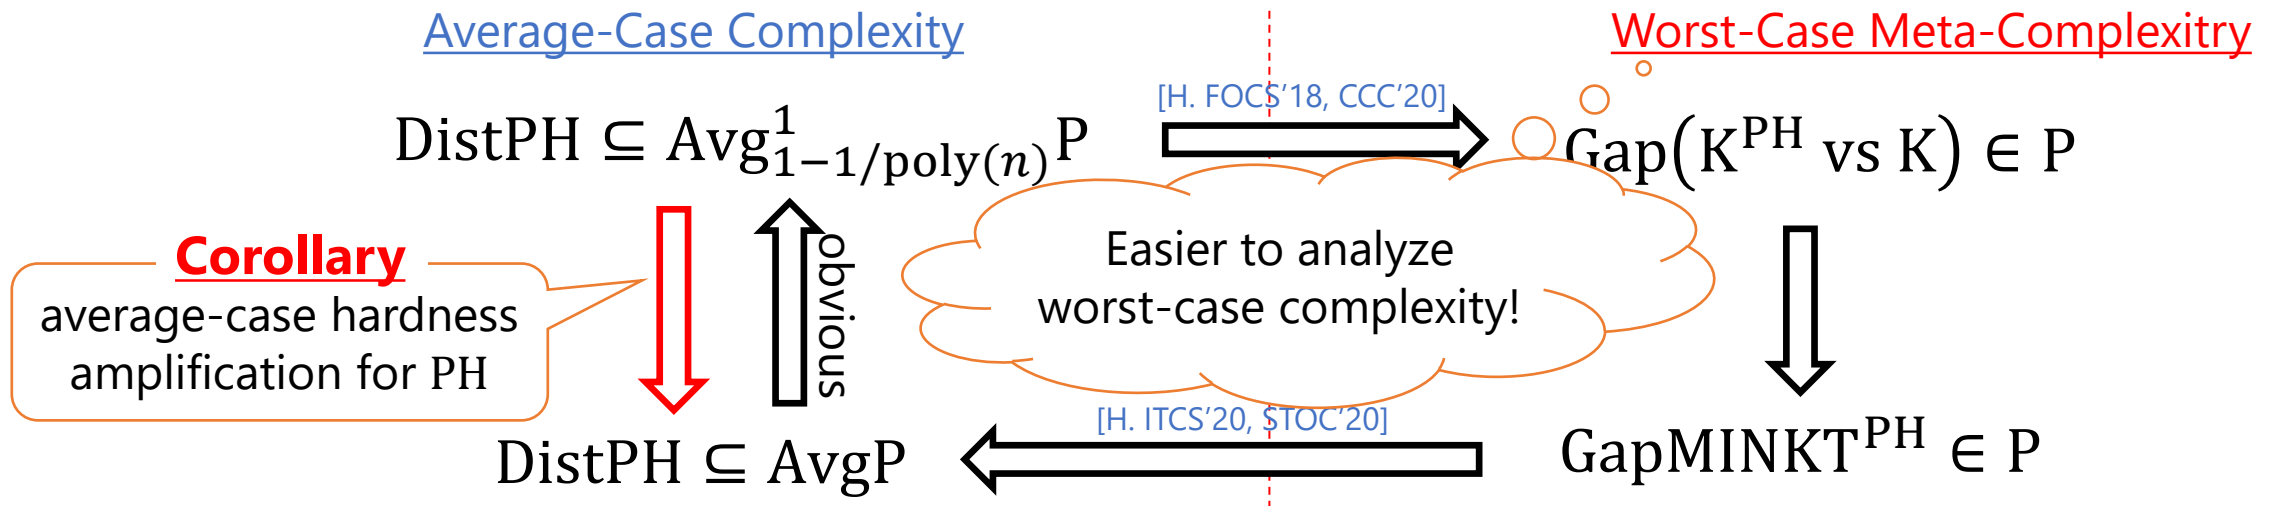 Average-Case Complexity
Worst-Case Meta-Complexitry
[H. FOCS’18, CCC’20]
DistPH ⊆ Avg¹₁₋₁/poly(n)P
Gap(K^PH vs K) ∈ P
Corollary
average-case hardness
amplification for PH
obvious
Easier to analyze
worst-case complexity!
[H. ITCS’20, STOC’20]
DistPH ⊆ AvgP
GapMINKT^PH ∈ P